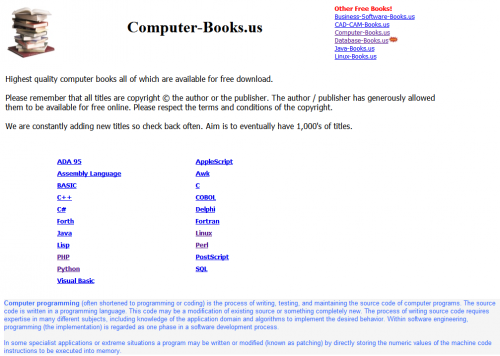 Computer-Books.us
Other Free Books!
Business-Software-Books.us
CAD-CAM-Books.us
Computer-Books.us
Database-Books.us
Java-Books.us
Linux-Books.us
Highest quality computer books all of which are available for free download.
Please remember that all titles are copyright © the author or the publisher. The author / publisher has generously allowed
them to be available for free online. Please respect the terms and conditions of the copyright.
We are constantly adding new titles so check back often. Aim is to eventually have 1,000's of titles.
ADA 95 AppleScript
Assembly Language Awk
BASIC C
C++ COBOL
C# Delphi
Forth Fortran
Java Linux
Lisp Perl
PHP PostScript
Python SQL
Visual Basic
Computer programming (often shortened to programming or coding) is the process of writing, testing, and maintaining the source code of computer programs. The source
code is written in a programming language. This code may be a modification of existing source or something completely new. The process of writing source code requires
expertise in many different subjects, including knowledge of the application domain and algorithms to implement the desired behavior. Within software engineering,
programming (the implementation) is regarded as one phase in a software development process.
In some specialist applications or extreme situations a program may be written or modified (known as patching) by directly storing the numeric values of the machine code
instructions to be executed into memory.